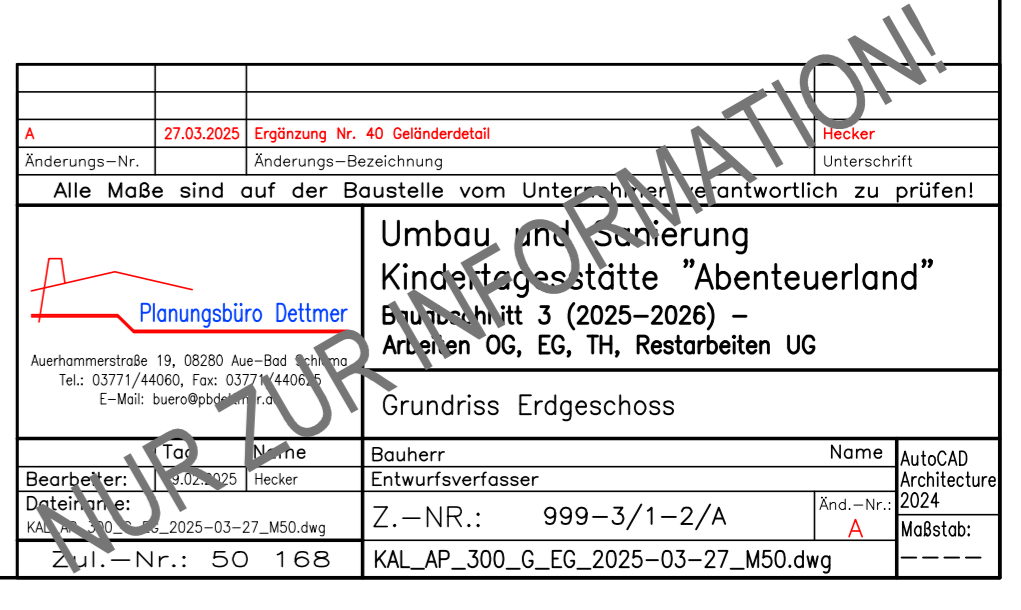 A 27.03.2025 Ergänzung Nr. 40 Geländerdetail Hecker
Änderungs-Nr. Änderungs-Bezeichnung Unterschrift
Alle Maße sind auf der Baustelle vom Unternehmer verantwortlich zu prüfen!
Planungsbüro Dettmer
Auerhammerstraße 19, 08280 Aue-Bad Schlema
Tel.: 03771/44060, Fax: 03771/440625
E-Mail: buero@pbdettmer.de
Umbau und Sanierung
Kindertagesstätte "Abenteuerland"
Bauabschnitt 3 (2025-2026) -
Arbeiten OG, EG, TH, Restarbeiten UG
Grundriss Erdgeschoss
Tag Name
Bearbeiter: Hecker
Dateiname:
KAL_AP_300_G_EG_2025-03-27_M50.dwg
Zul.-Nr.: 50 168
Bauherr Name
Entwurfsverfasser
Z.-NR.: 999-3/1-2/A
Änd.-Nr.:
A
KAL_AP_300_G_EG_2025-03-27_M50.dwg
AutoCAD
Architecture
2024
Maßstab:
----
NUR ZUR INFORMATION!